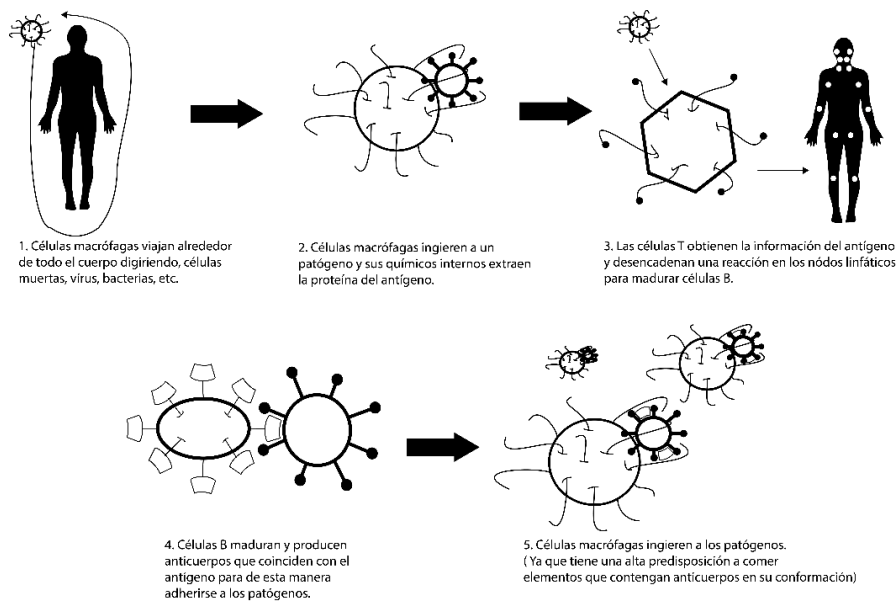 1. Células macrófagas viajan alrededor
de todo el cuerpo digiriendo, células
muertas, vírus, bacterias, etc.
2. Células macrófagas ingieren a un
patógeno y sus químicos internos extraen
la proteína del antígeno.
3. Las células T obtienen la información del antígeno
y desencadenan una reacción en los nódos linfáticos
para madurar células B.
4. Células B maduran y producen
anticuerpos que coinciden con el
antígeno para de esta manera
adherirse a los patógenos.
5. Células macrófagas ingieren a los patógenos.
( Ya que tiene una alta predisposición a comer
elementos que contengan anticuerpos en su conformación)